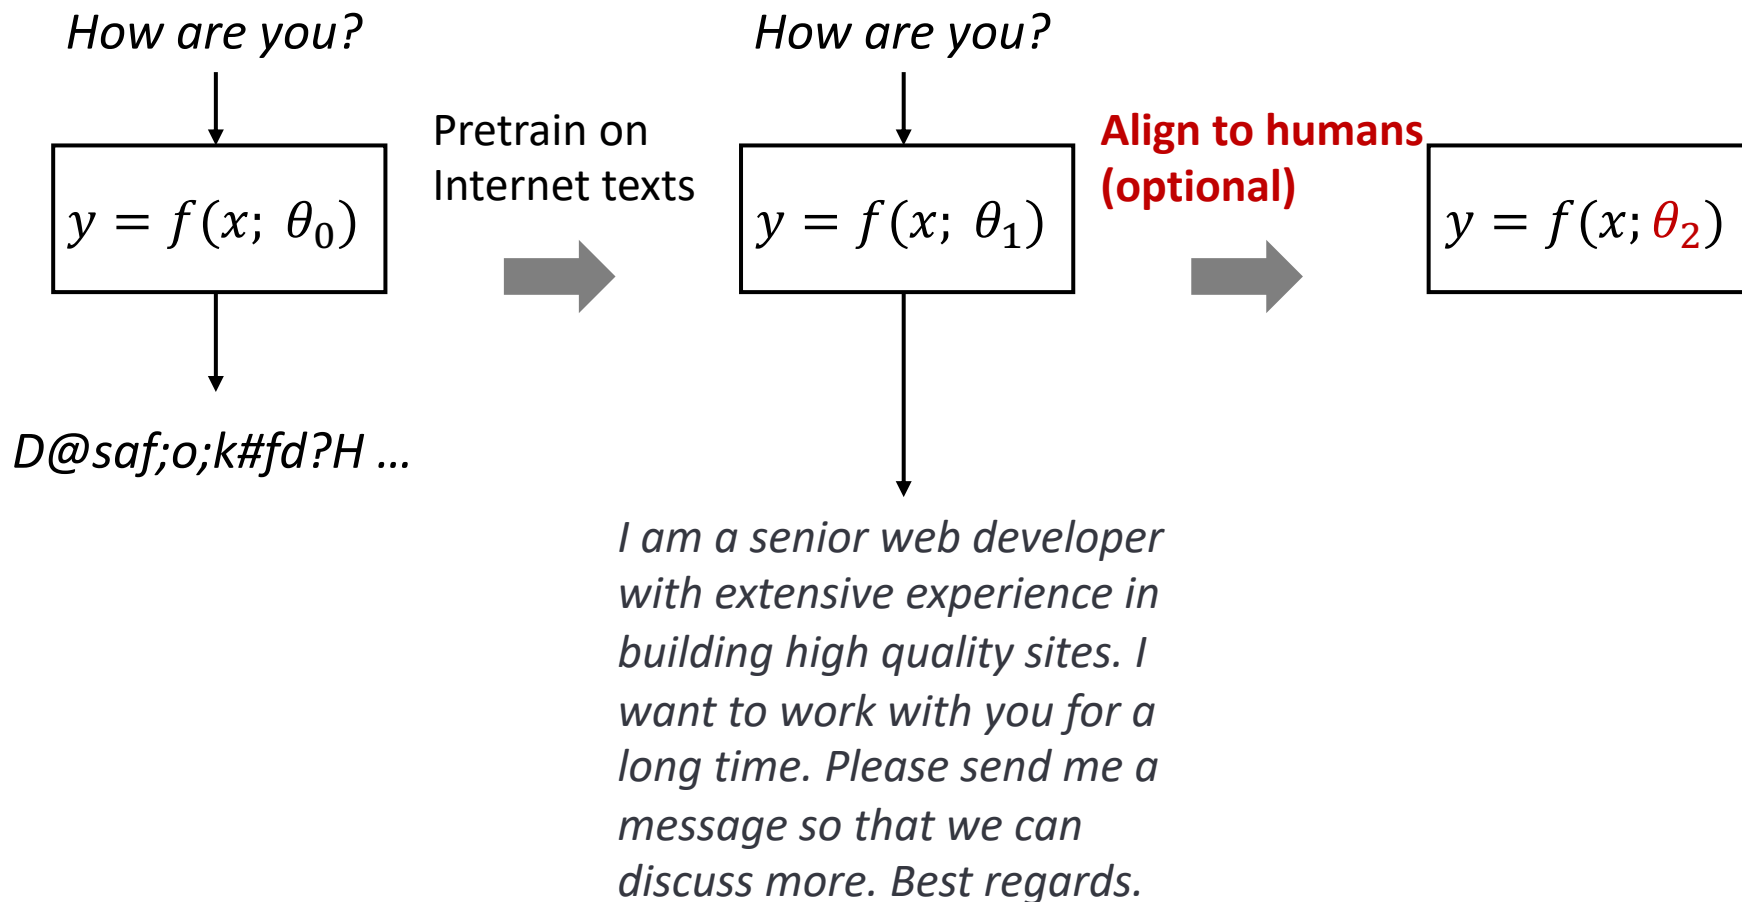 How are you?
y = f(x; θ₀)
D@saf;o;k#fd?H ...
Pretrain on
Internet texts
How are you?
y = f(x; θ₁)
I am a senior web developer
with extensive experience in
building high quality sites. I
want to work with you for a
long time. Please send me a
message so that we can
discuss more. Best regards.
Align to humans
(optional)
y = f(x; θ₂)